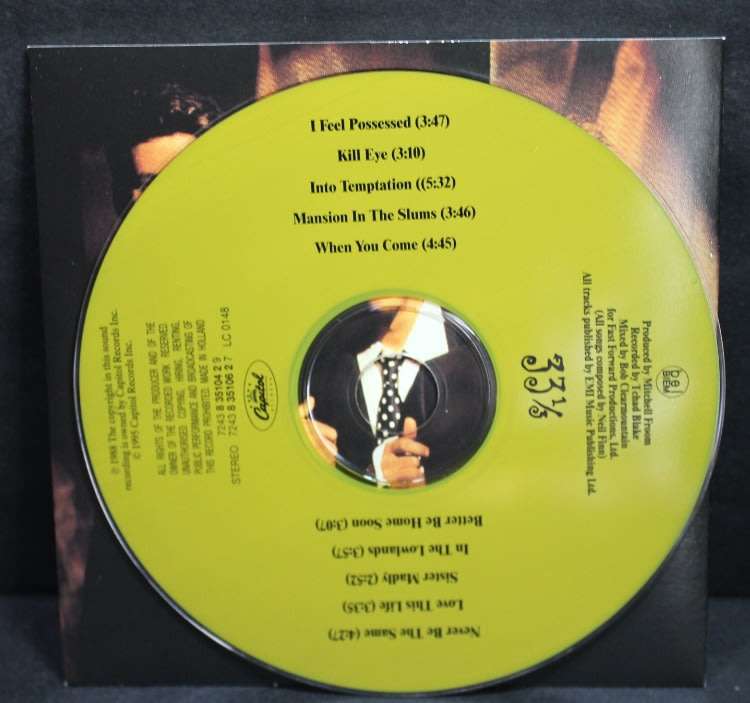 I Feel Possessed (3:47)
Kill Eye (3:10)
Into Temptation ((5:32)
Mansion In The Slums (3:46)
When You Come (4:45)
℗ 1988 The copyright in this sound
recording is owned by Capitol Records Inc.
© 1995 Capitol Records Inc.
ALL RIGHTS OF THE PRODUCER AND OF THE
OWNER OF THE RECORDED WORK RESERVED.
UNAUTHORISED COPYING, HIRING, RENTING,
PUBLIC PERFORMANCE AND BROADCASTING OF
THIS RECORD PROHIBITED. MADE IN HOLLAND
7243 8 35104 2 9
STEREO 7243 8 35106 2 7 LC 0148
Capitol
33⅓
bel
BIEM
Produced by Mitchell Froom
Recorded by Tchad Blake
Mixed by Bob Clearmountain
for Fast Forward Productions, Ltd.
(All songs composed by Neil Finn)
All tracks published by EMI Music Publishing Ltd.
Never Be The Same (4:27)
Love This Life (3:35)
Sister Madly (2:52)
In The Lowlands (3:57)
Better Be Home Soon (3:07)